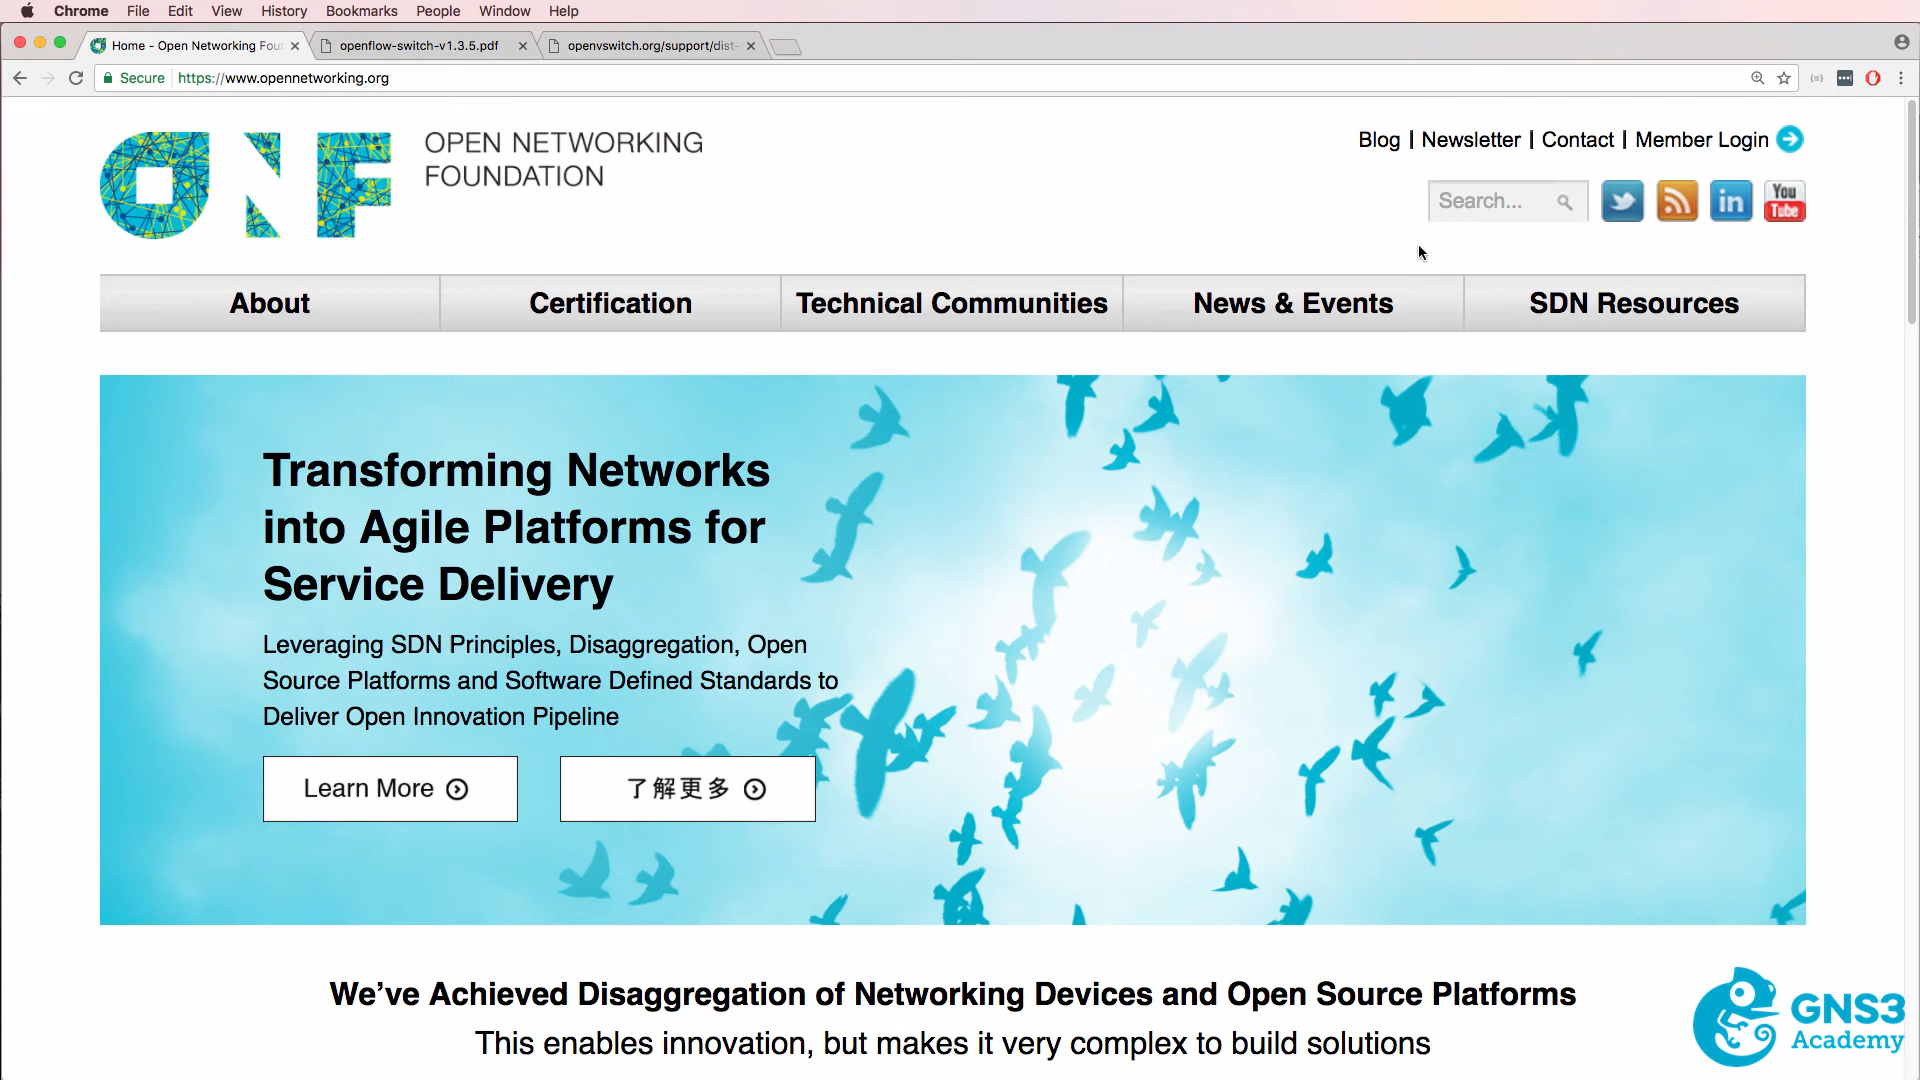 Chrome File Edit View History Bookmarks People Window Help
Home - Open Networking Four
openflow-switch-v1.3.5.pdf
openvswitch.org/support/dist-
Secure https://www.opennetworking.org
ONF
OPEN NETWORKING
FOUNDATION
Blog | Newsletter | Contact | Member Login
Search...
in
You
Tube
About
Certification
Technical Communities
News & Events
SDN Resources
Transforming Networks
into Agile Platforms for
Service Delivery
Leveraging SDN Principles, Disaggregation, Open
Source Platforms and Software Defined Standards to
Deliver Open Innovation Pipeline
Learn More
了解更多
We’ve Achieved Disaggregation of Networking Devices and Open Source Platforms
This enables innovation, but makes it very complex to build solutions
GNS3
Academy